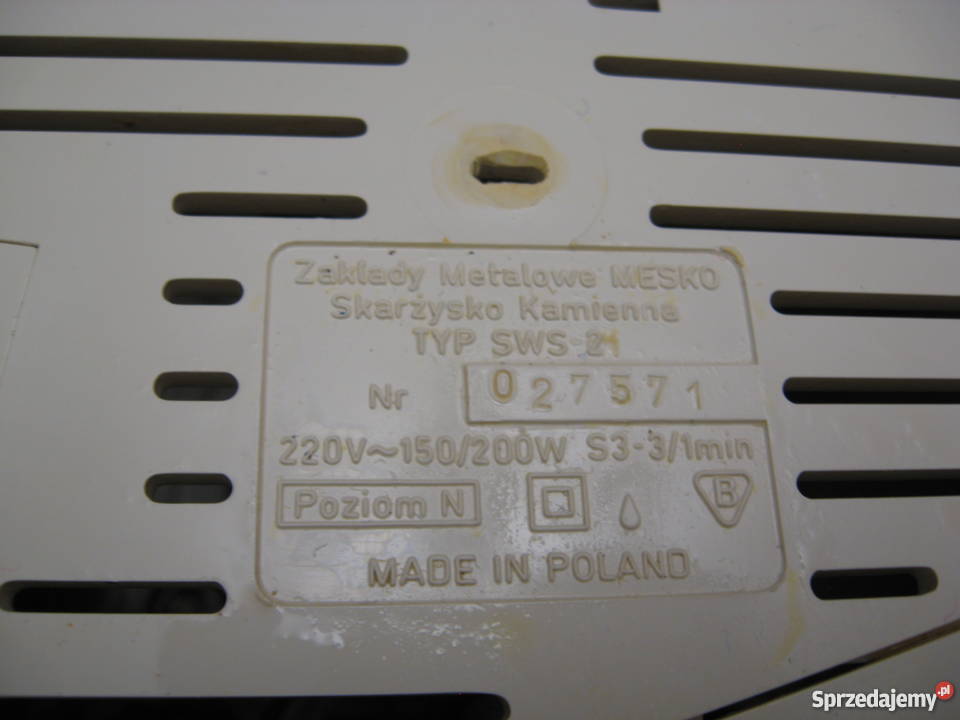 Zakłady Metalowe MESKO
Skarżysko Kamienna
TYP SWS-21
Nr 027571
220V~150/200W S3-3/1min
Poziom N
B
MADE IN POLAND
Sprzedajemy.pl